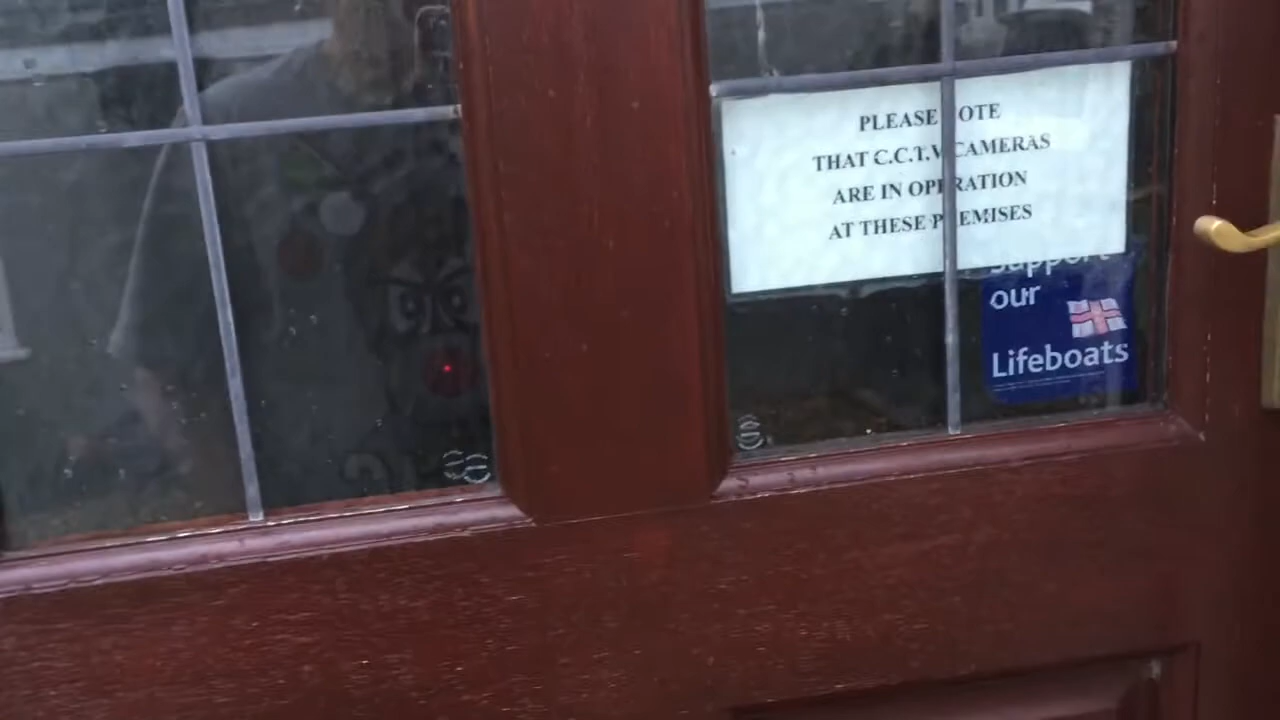 PLEASE NOTE
THAT C.C.T.V CAMERAS
ARE IN OPERATION
AT THESE PREMISES
Support
our
Lifeboats